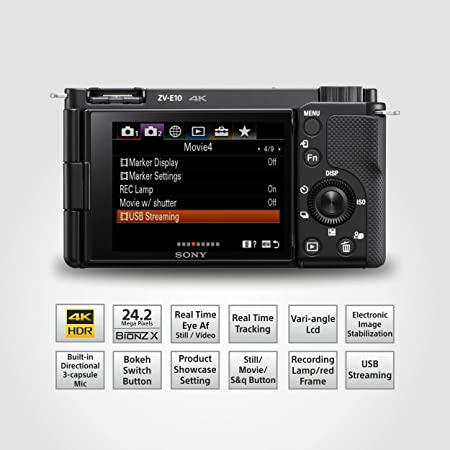 ZV-E10 4K
MENU
Movie4
4/9
Marker Display Off
Marker Settings
REC Lamp On
Movie w/ shutter Off
USB Streaming
Fn
DISP
ISO
SONY
4K
HDR
24.2
Mega Pixels
BIONZ X
Real Time
Eye Af
Still / Video
Real Time
Tracking
Vari-angle
Lcd
Electronic
Image
Stabilization
Built-in
Directional
3-capsule
Mic
Bokeh
Switch
Button
Product
Showcase
Setting
Still/
Movie/
S&q Button
Recording
Lamp/red
Frame
USB
Streaming